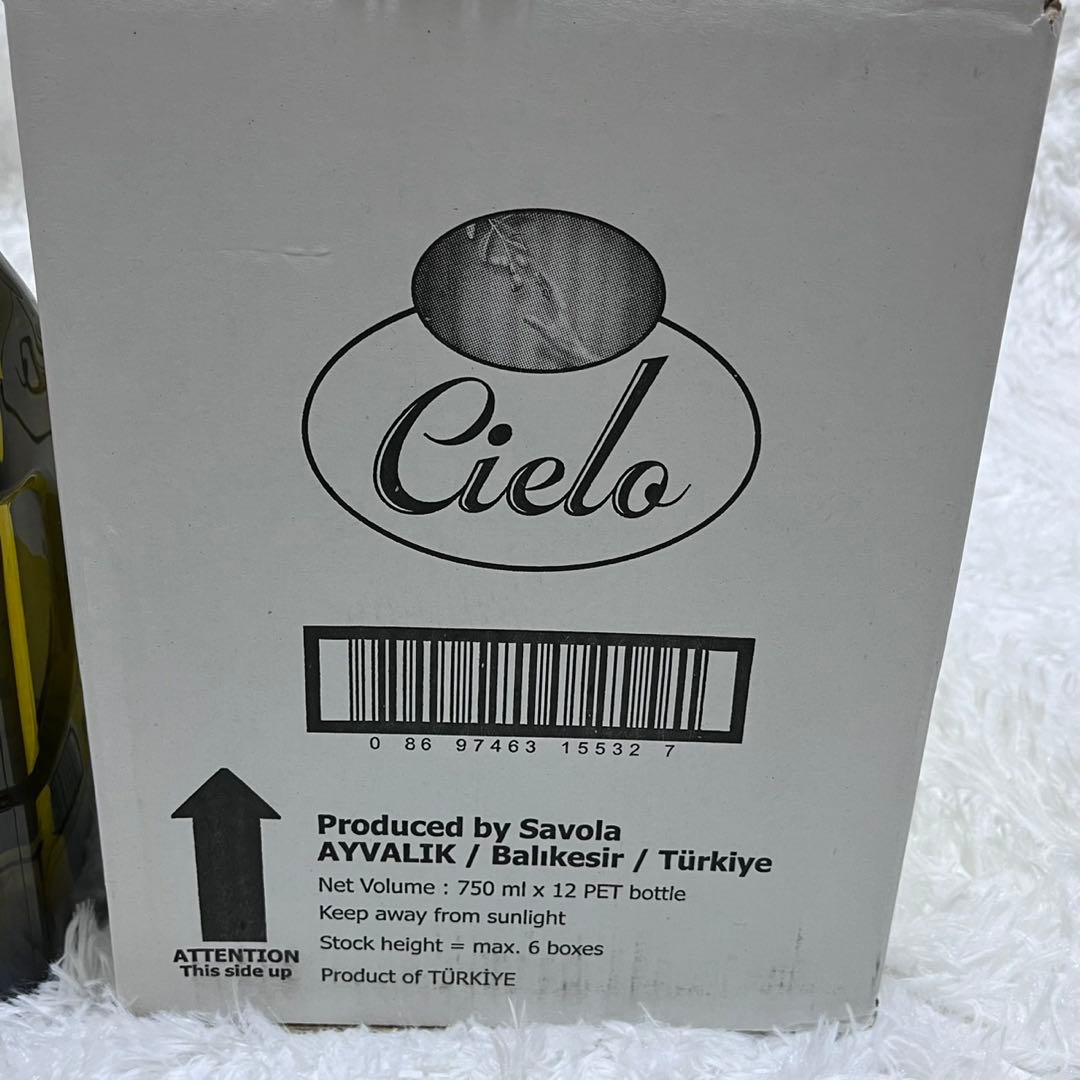 Cielo
0 86 97463 15532 7
Produced by Savola
AYVALIK / Balıkesir / Türkiye
Net Volume : 750 ml x 12 PET bottle
Keep away from sunlight
Stock height = max. 6 boxes
Product of TÜRKİYE
ATTENTION
This side up